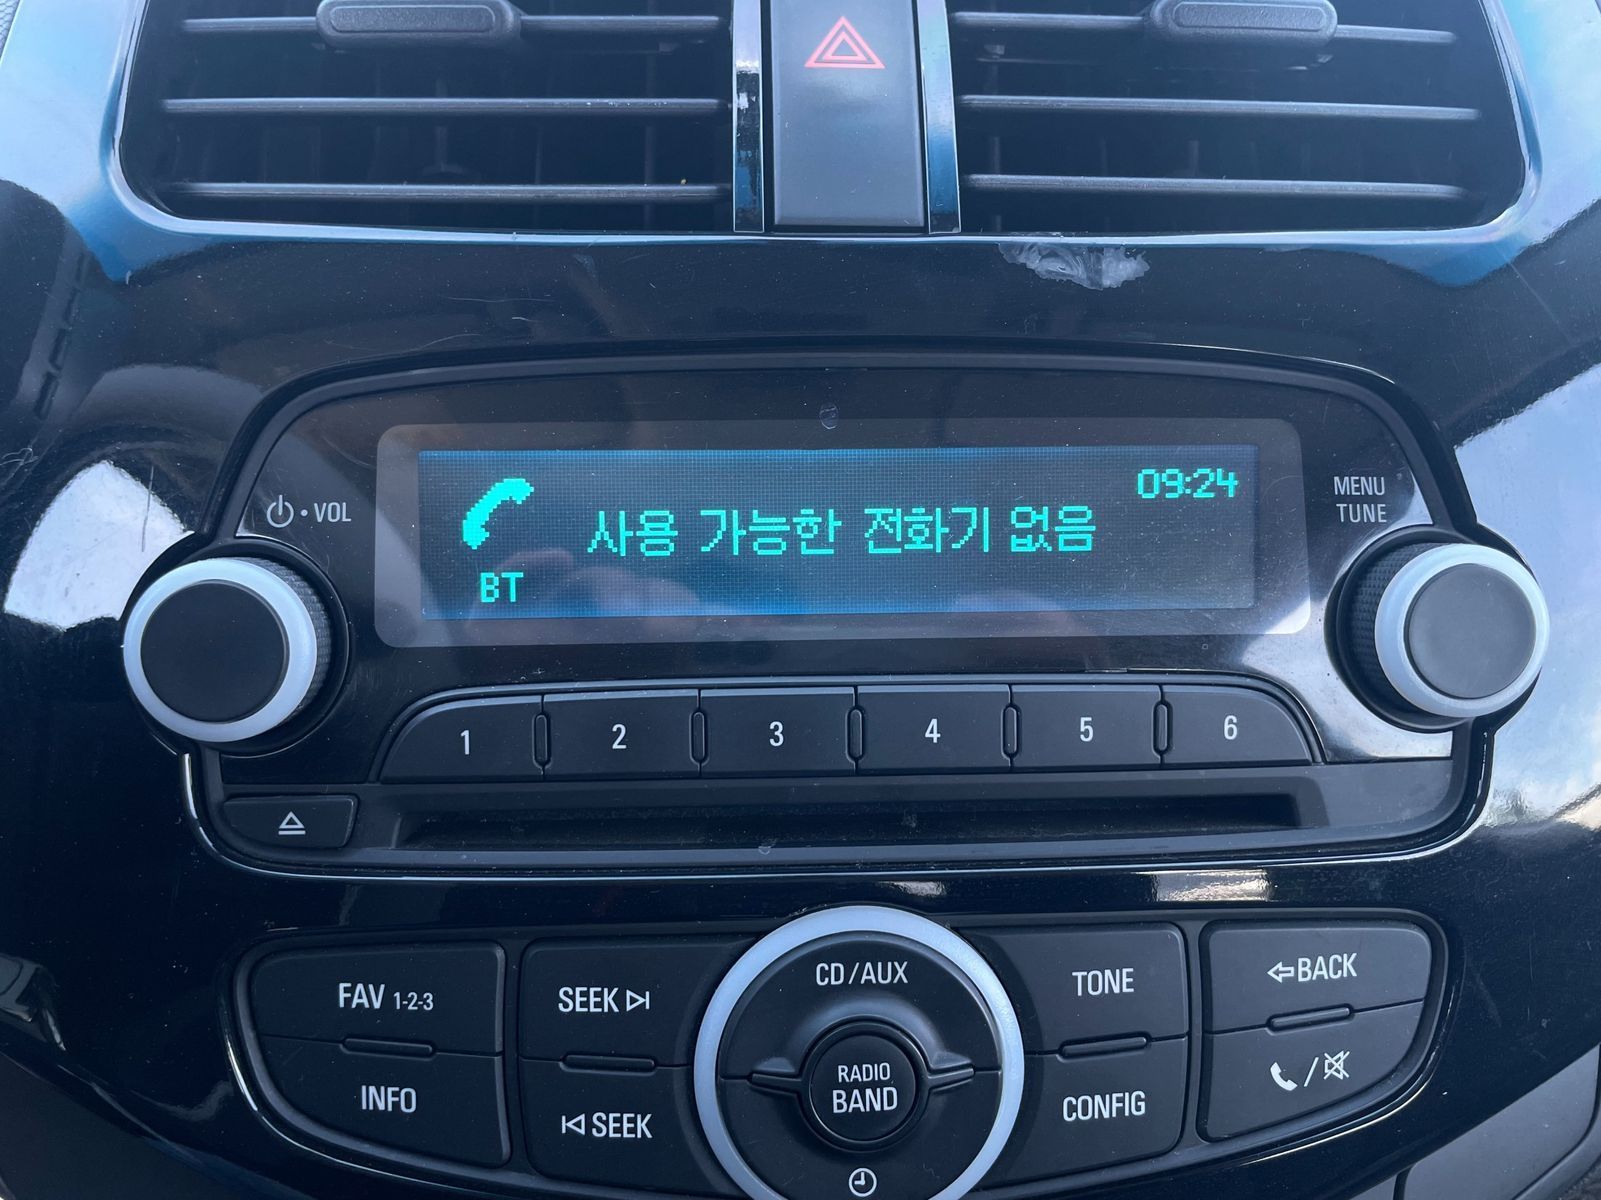 09:24
사용 가능한 전화기 없음
BT
VOL
MENU
TUNE
1 2 3 4 5 6
FAV 1-2-3
SEEK
CD/AUX
TONE
BACK
INFO
SEEK
RADIO
BAND
CONFIG